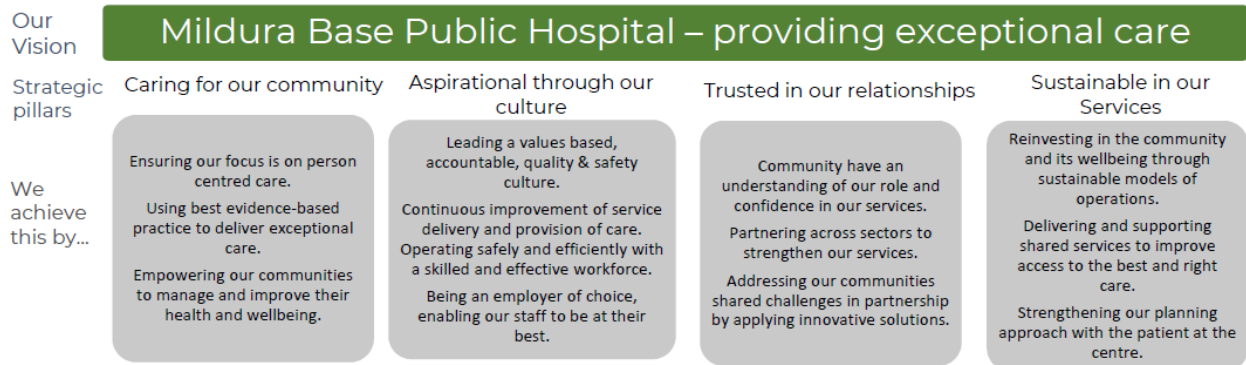 Our
Vision
Mildura Base Public Hospital – providing exceptional care
Strategic
pillars
Caring for our community
Aspirational through our
culture
Trusted in our relationships
Sustainable in our
Services
We
achieve
this by...
Ensuring our focus is on person
centred care.
Using best evidence-based
practice to deliver exceptional
care.
Empowering our communities
to manage and improve their
health and wellbeing.
Leading a values based,
accountable, quality & safety
culture.
Continuous improvement of service
delivery and provision of care.
Operating safely and efficiently with
a skilled and effective workforce.
Being an employer of choice,
enabling our staff to be at their
best.
Community have an
understanding of our role and
confidence in our services.
Partnering across sectors to
strengthen our services.
Addressing our communities
shared challenges in partnership
by applying innovative solutions.
Reinvesting in the community
and its wellbeing through
sustainable models of
operations.
Delivering and supporting
shared services to improve
access to the best and right
care.
Strengthening our planning
approach with the patient at the
centre.